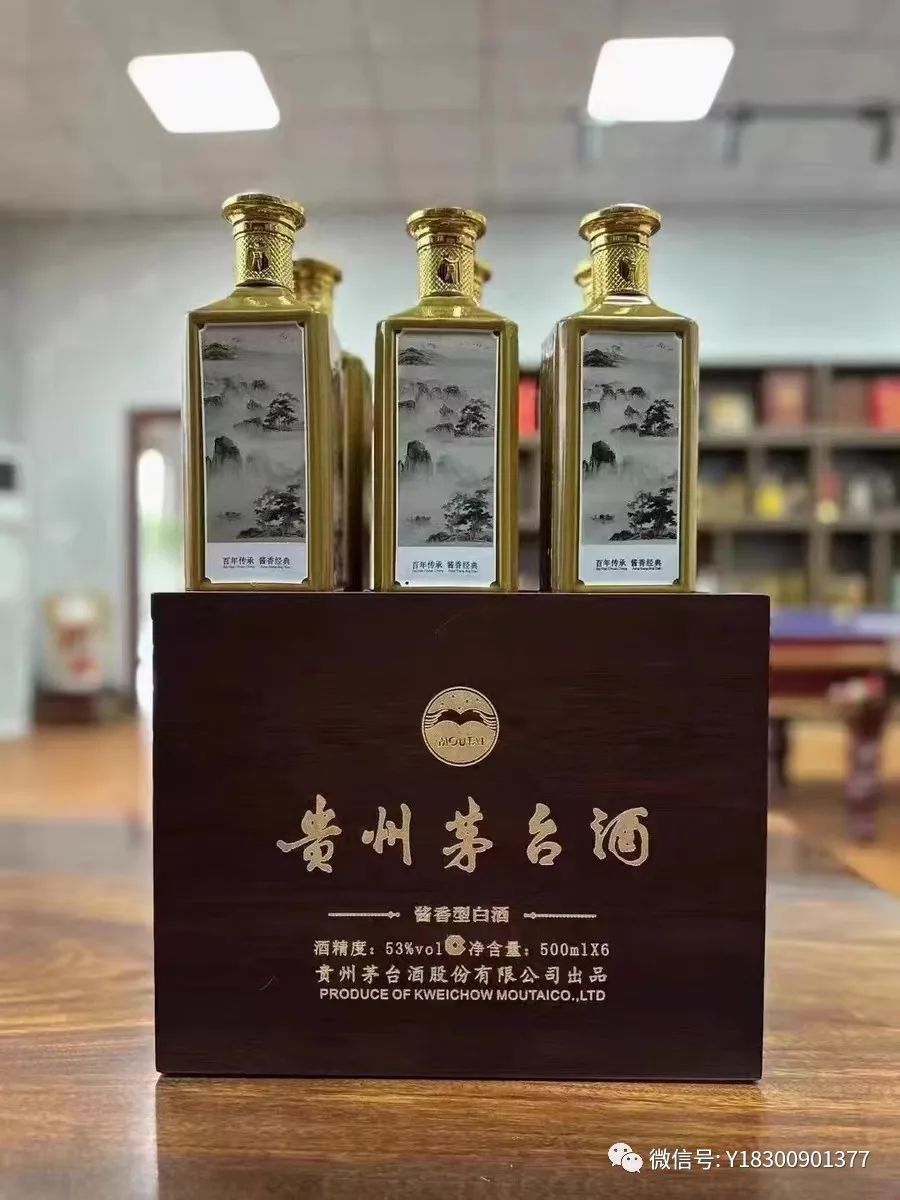 百年传承 酱香经典
百年传承 酱香经典
百年传承 酱香经典
MOUTAI
贵州茅台酒
酱香型白酒
酒精度：53%vol 净含量：500mlX6
贵州茅台酒股份有限公司出品
PRODUCE OF KWEICHOW MOUTAICO.,LTD
微信号: Y18300901377